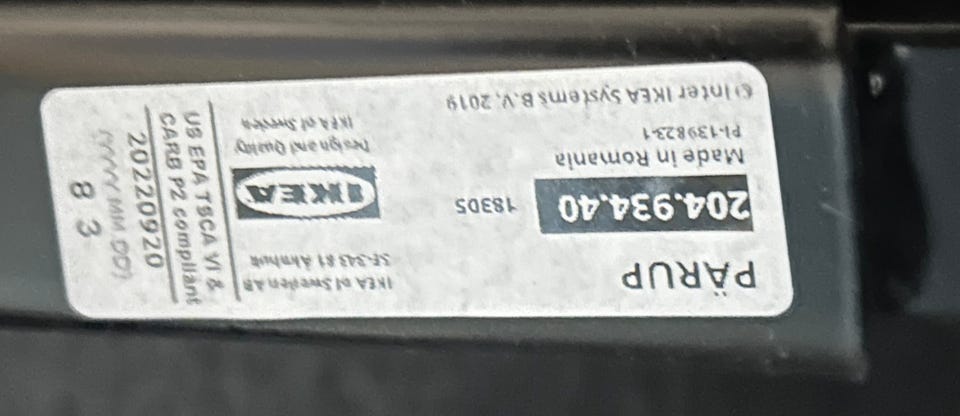 PÄRUP
204.934.40
18305
Made in Romania
PI-139823-1
© Inter IKEA Systems B.V. 2019
IKEA of Sweden AB
SE-343 81 Älmhult
IKEA
Design and Quality
IKEA of Sweden
US EPA TSCA VI &
CARB P2 compliant
20220920
(YYYY MM DD)
8 3